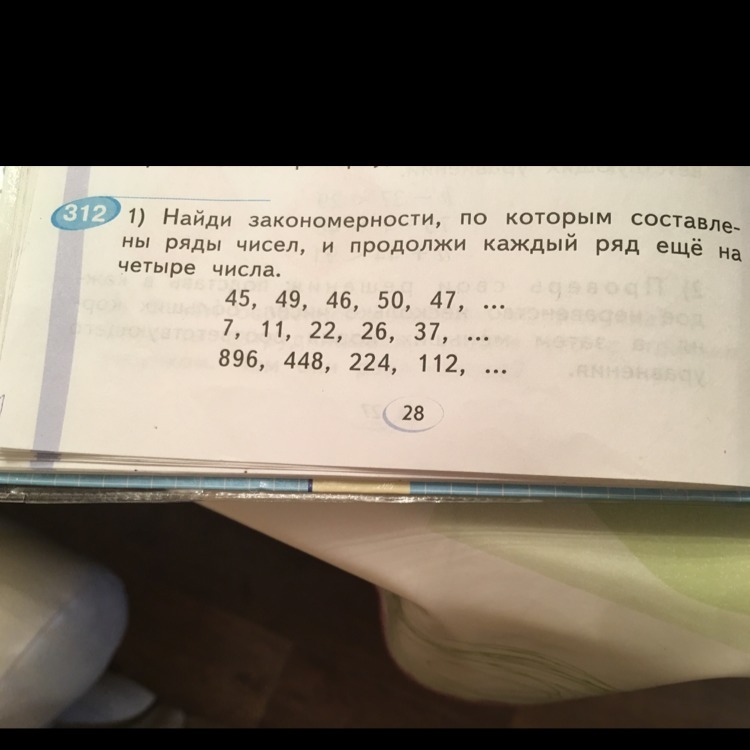 312 1) Найди закономерности, по которым составле-
ны ряды чисел, и продолжи каждый ряд ещё на
четыре числа.
45, 49, 46, 50, 47, ...
7, 11, 22, 26, 37, ...
896, 448, 224, 112, ...
28